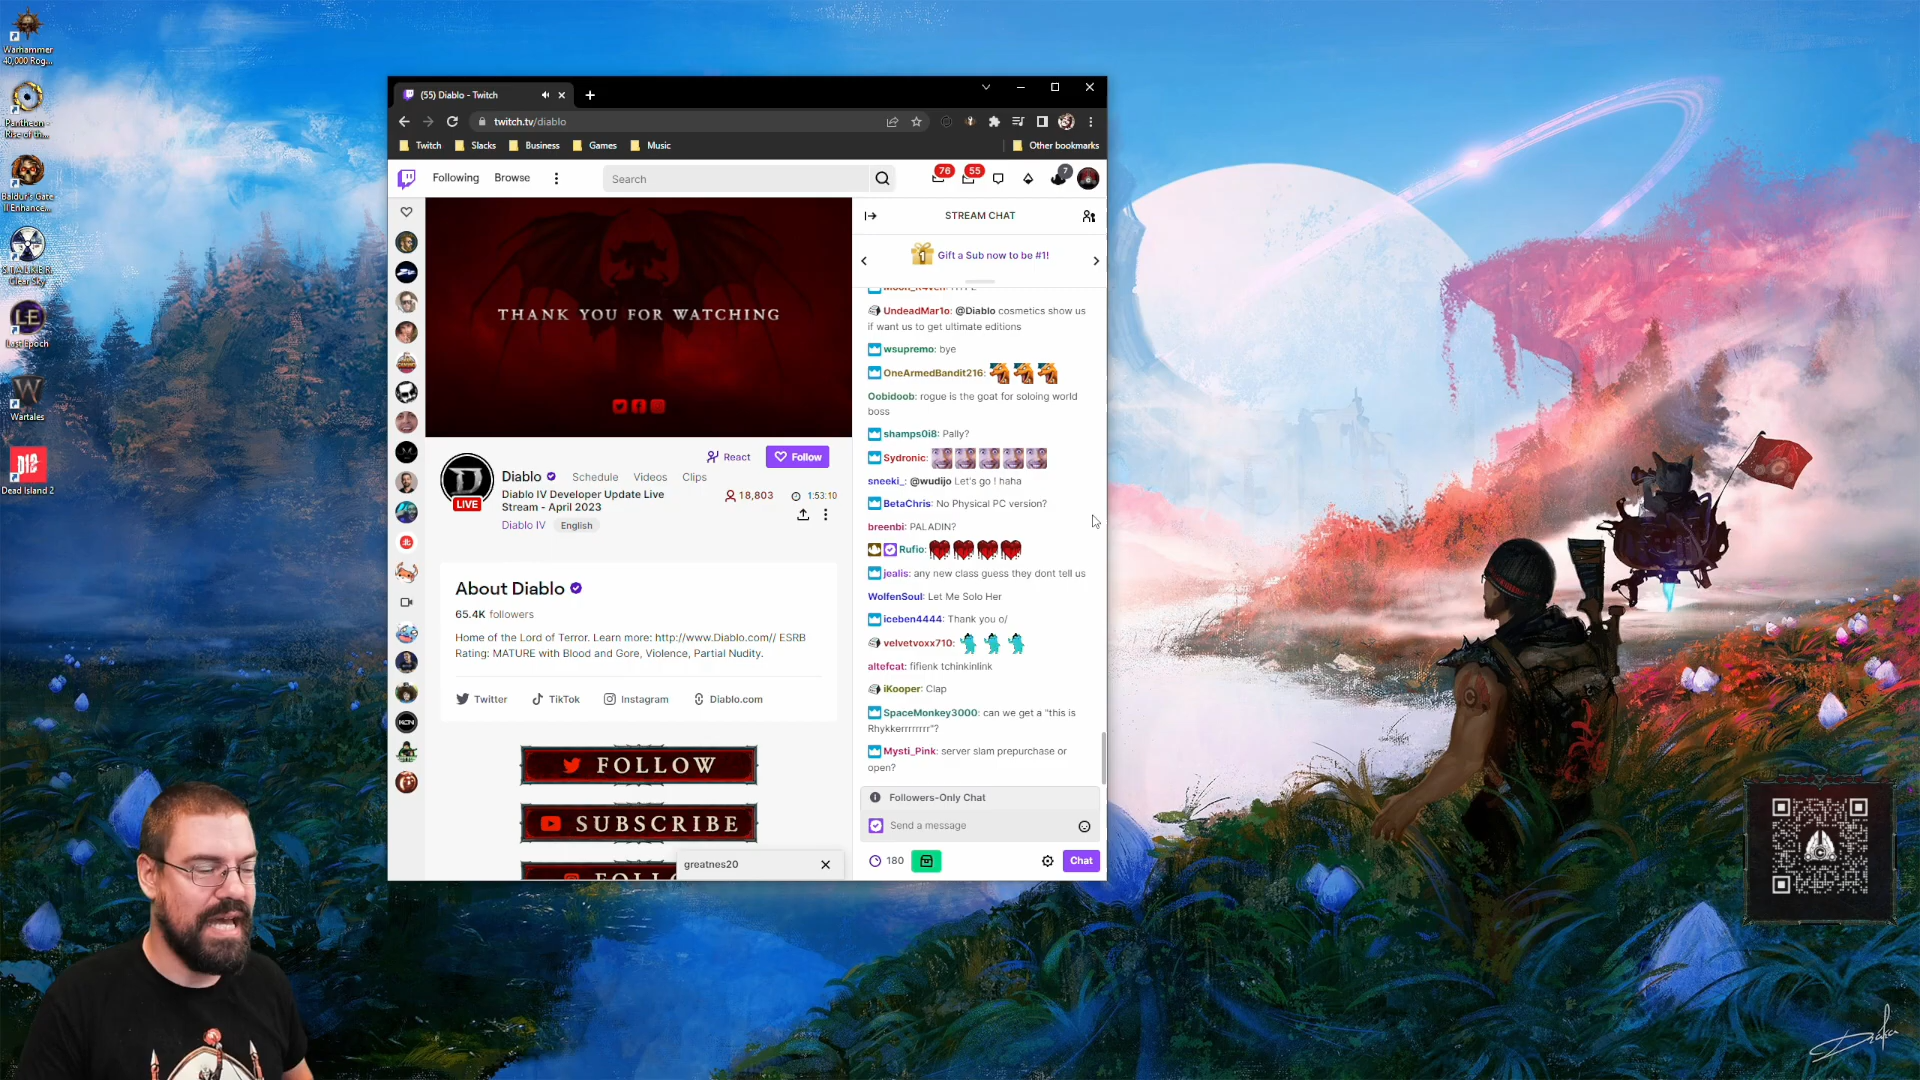 Warhammer
40,000 Rog...
Pantheon -
Rise of th...
Baldur's Gate
II Enhance...
S.T.A.L.K.E.R.
Clear Sky
LE
Last Epoch
W
Wartales
Dead Island 2
(55) Diablo - Twitch
twitch.tv/diablo
Twitch
Slacks
Business
Games
Music
Other bookmarks
Following
Browse
Search
76
55
7
THANK YOU FOR WATCHING
React
Follow
Diablo
Schedule
Videos
Clips
LIVE
Diablo IV Developer Update Live
Stream - April 2023
18,803
1:53:10
Diablo IV
English
About Diablo
65.4K followers
Home of the Lord of Terror. Learn more: http://www.Diablo.com// ESRB
Rating: MATURE with Blood and Gore, Violence, Partial Nudity.
Twitter
TikTok
Instagram
Diablo.com
FOLLOW
SUBSCRIBE
greatnes20
STREAM CHAT
1
Gift a Sub now to be #1!
UndeadMar1o: @Diablo cosmetics show us
if want us to get ultimate editions
wsupremo: bye
OneArmedBandit216:
Oobidoob: rogue is the goat for soloing world
boss
shamps0i8: Pally?
Sydronic:
sneeki_: @wudijo Let's go ! haha
BetaChris: No Physical PC version?
breenbi: PALADIN?
Rufio:
jealis: any new class guess they dont tell us
WolfenSoul: Let Me Solo Her
iceben4444: Thank you o/
velvetvoxx710:
altefcat: fifienk tchinkinlink
iKooper: Clap
SpaceMonkey3000: can we get a "this is
Rhykkerrrrrrrr"?
Mysti_Pink: server slam prepurchase or
open?
Followers-Only Chat
Send a message
180
Chat